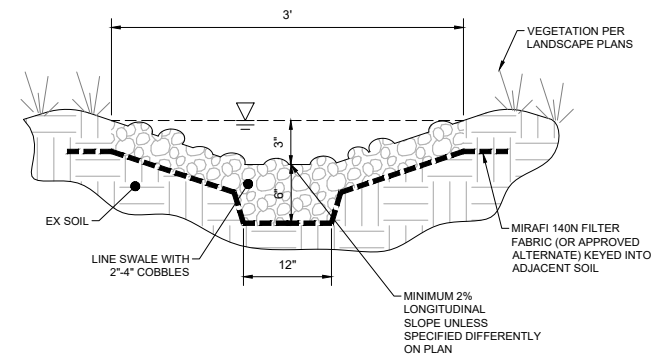 3'
VEGETATION PER
LANDSCAPE PLANS
3"
6"
EX SOIL
LINE SWALE WITH
2"-4" COBBLES
12"
MIRAFI 140N FILTER
FABRIC (OR APPROVED
ALTERNATE) KEYED INTO
ADJACENT SOIL
MINIMUM 2%
LONGITUDINAL
SLOPE UNLESS
SPECIFIED DIFFERENTLY
ON PLAN